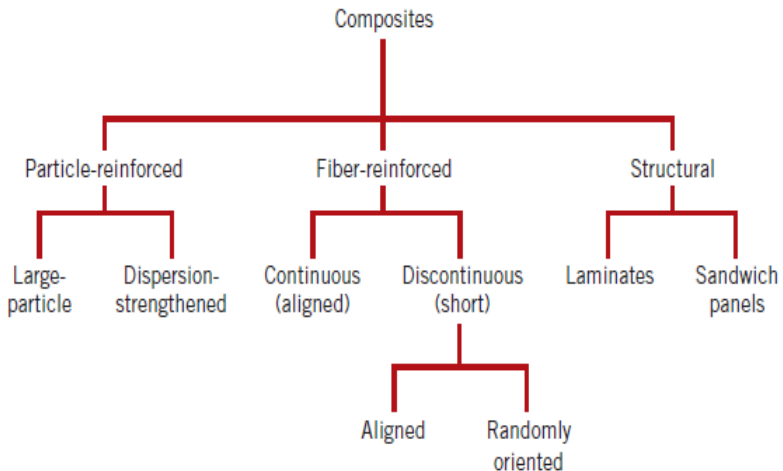 Composites
Particle-reinforced
Fiber-reinforced
Structural
Large-
particle
Dispersion-
strengthened
Continuous
(aligned)
Discontinuous
(short)
Laminates
Sandwich
panels
Aligned
Randomly
oriented